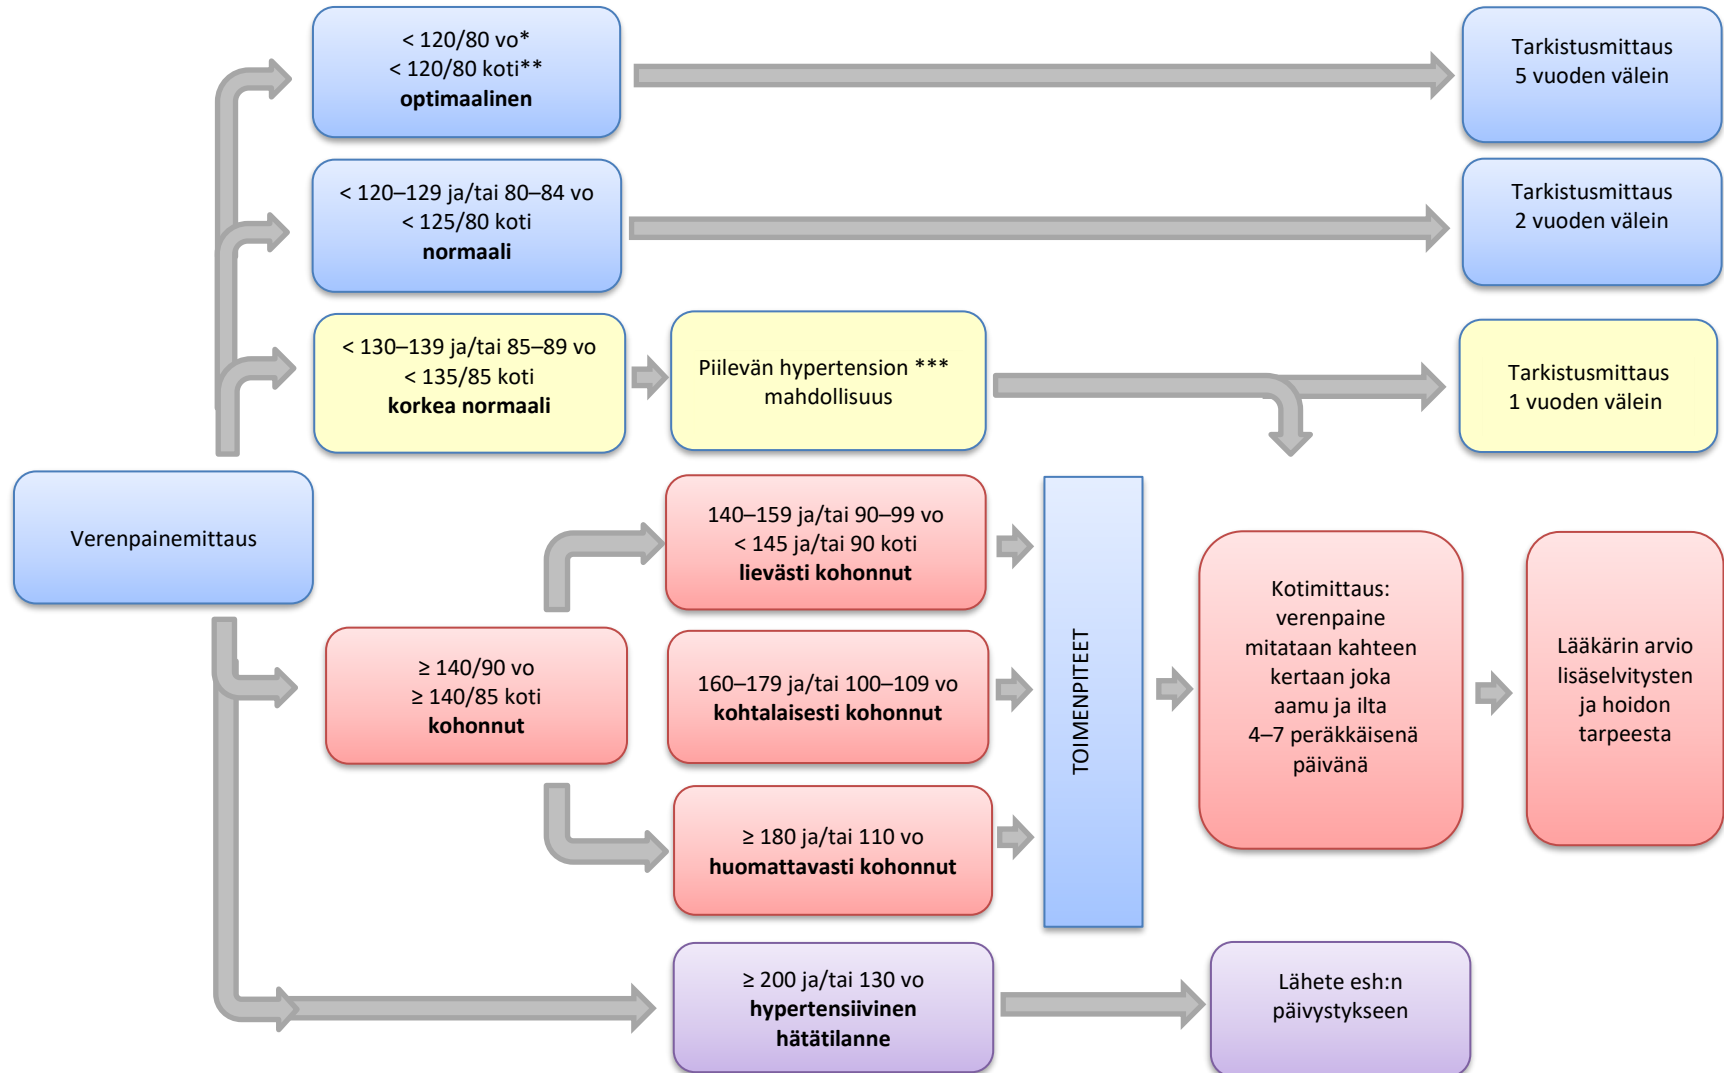 < 120/80 vo*
< 120/80 koti**
optimaalinen
Tarkistusmittaus
5 vuoden välein
< 120–129 ja/tai 80–84 vo
< 125/80 koti
normaali
Tarkistusmittaus
2 vuoden välein
< 130–139 ja/tai 85–89 vo
< 135/85 koti
korkea normaali
Piilevän hypertension ***
mahdollisuus
Tarkistusmittaus
1 vuoden välein
Verenpainemittaus
≥ 140/90 vo
≥ 140/85 koti
kohonnut
140–159 ja/tai 90–99 vo
< 145 ja/tai 90 koti
lievästi kohonnut
160–179 ja/tai 100–109 vo
kohtalaisesti kohonnut
≥ 180 ja/tai 110 vo
huomattavasti kohonnut
TOIMENPITEET
Kotimittaus:
verenpaine
mitataan kahteen
kertaan joka
aamu ja ilta
4–7 peräkkäisenä
päivänä
Lääkärin arvio
lisäselvitysten
ja hoidon
tarpeesta
≥ 200 ja/tai 130 vo
hypertensiivinen
hätätilanne
Lähete esh:n
päivystykseen